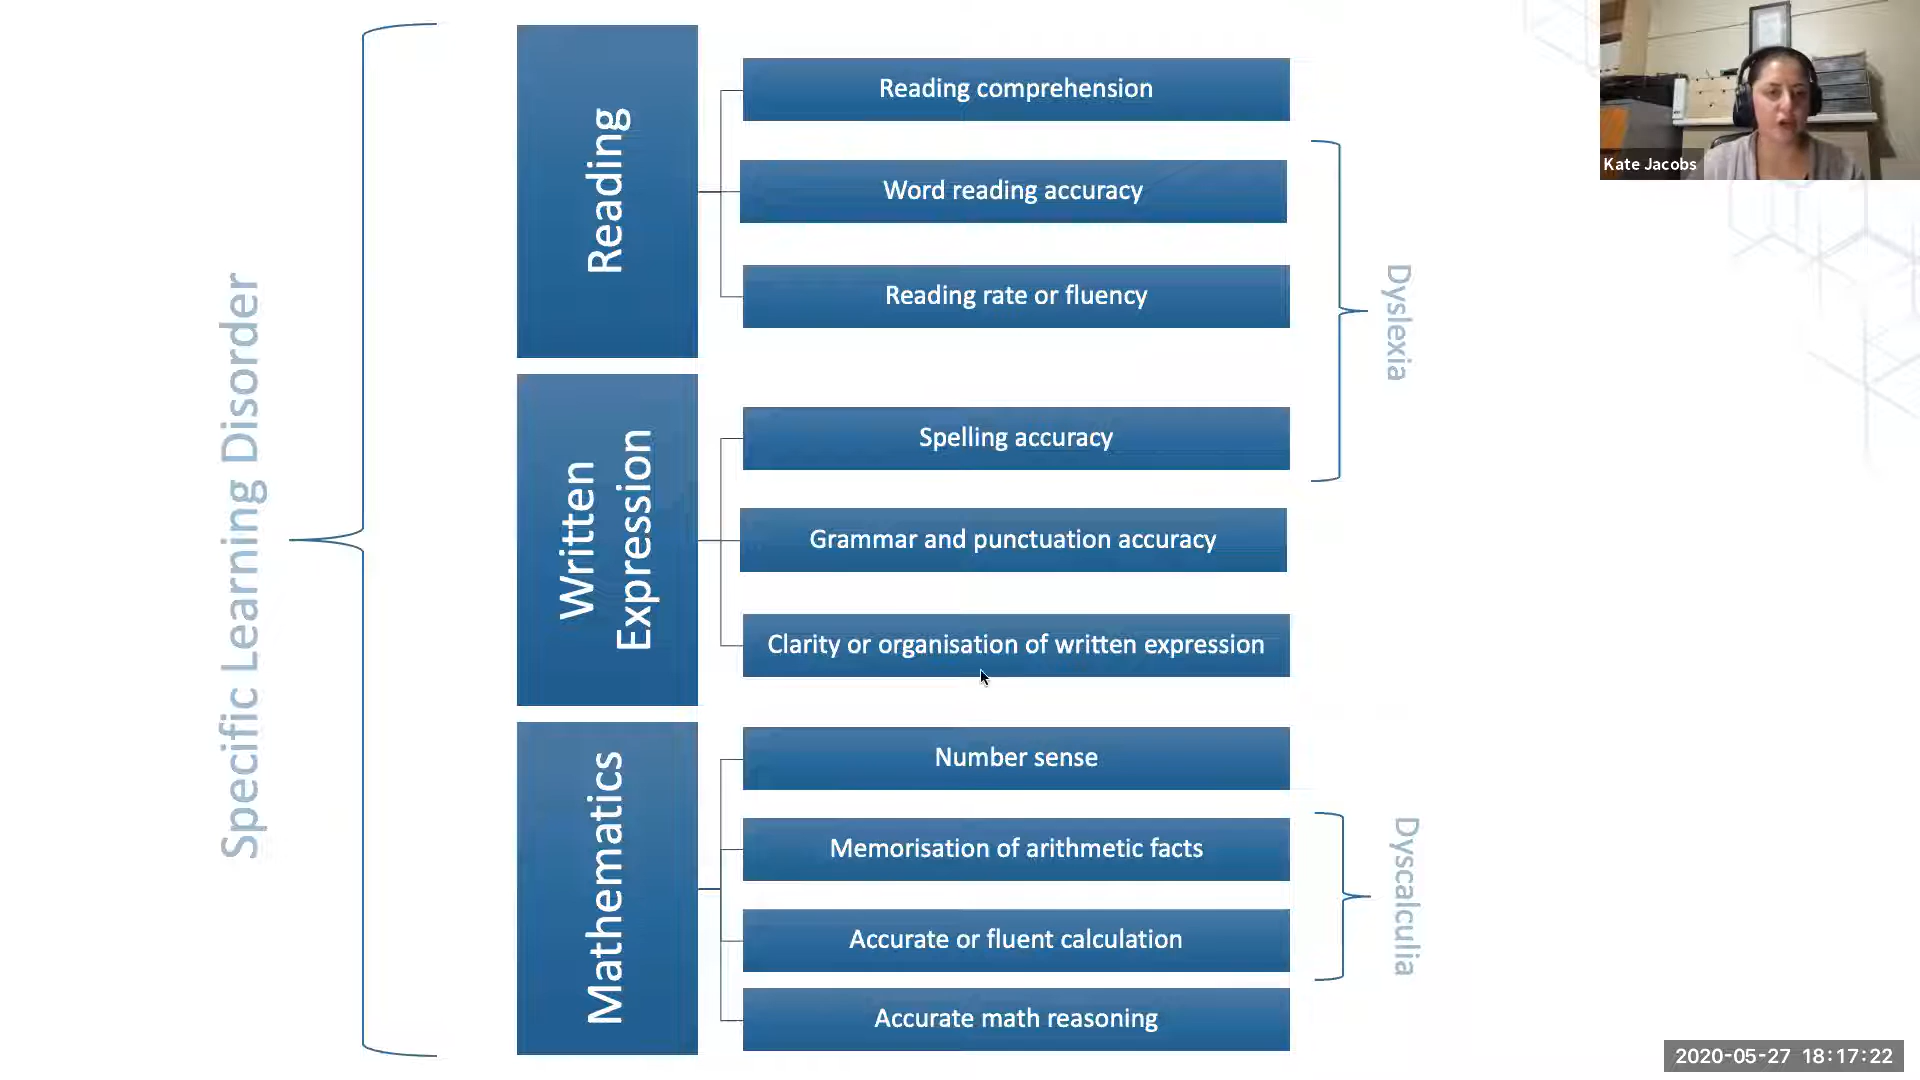 Specific Learning Disorder
Reading
Reading comprehension
Word reading accuracy
Reading rate or fluency
Written
Expression
Spelling accuracy
Grammar and punctuation accuracy
Clarity or organisation of written expression
Mathematics
Number sense
Memorisation of arithmetic facts
Accurate or fluent calculation
Accurate math reasoning
Dyslexia
Dyscalculia
Kate Jacobs
2020-05-27 18:17:22